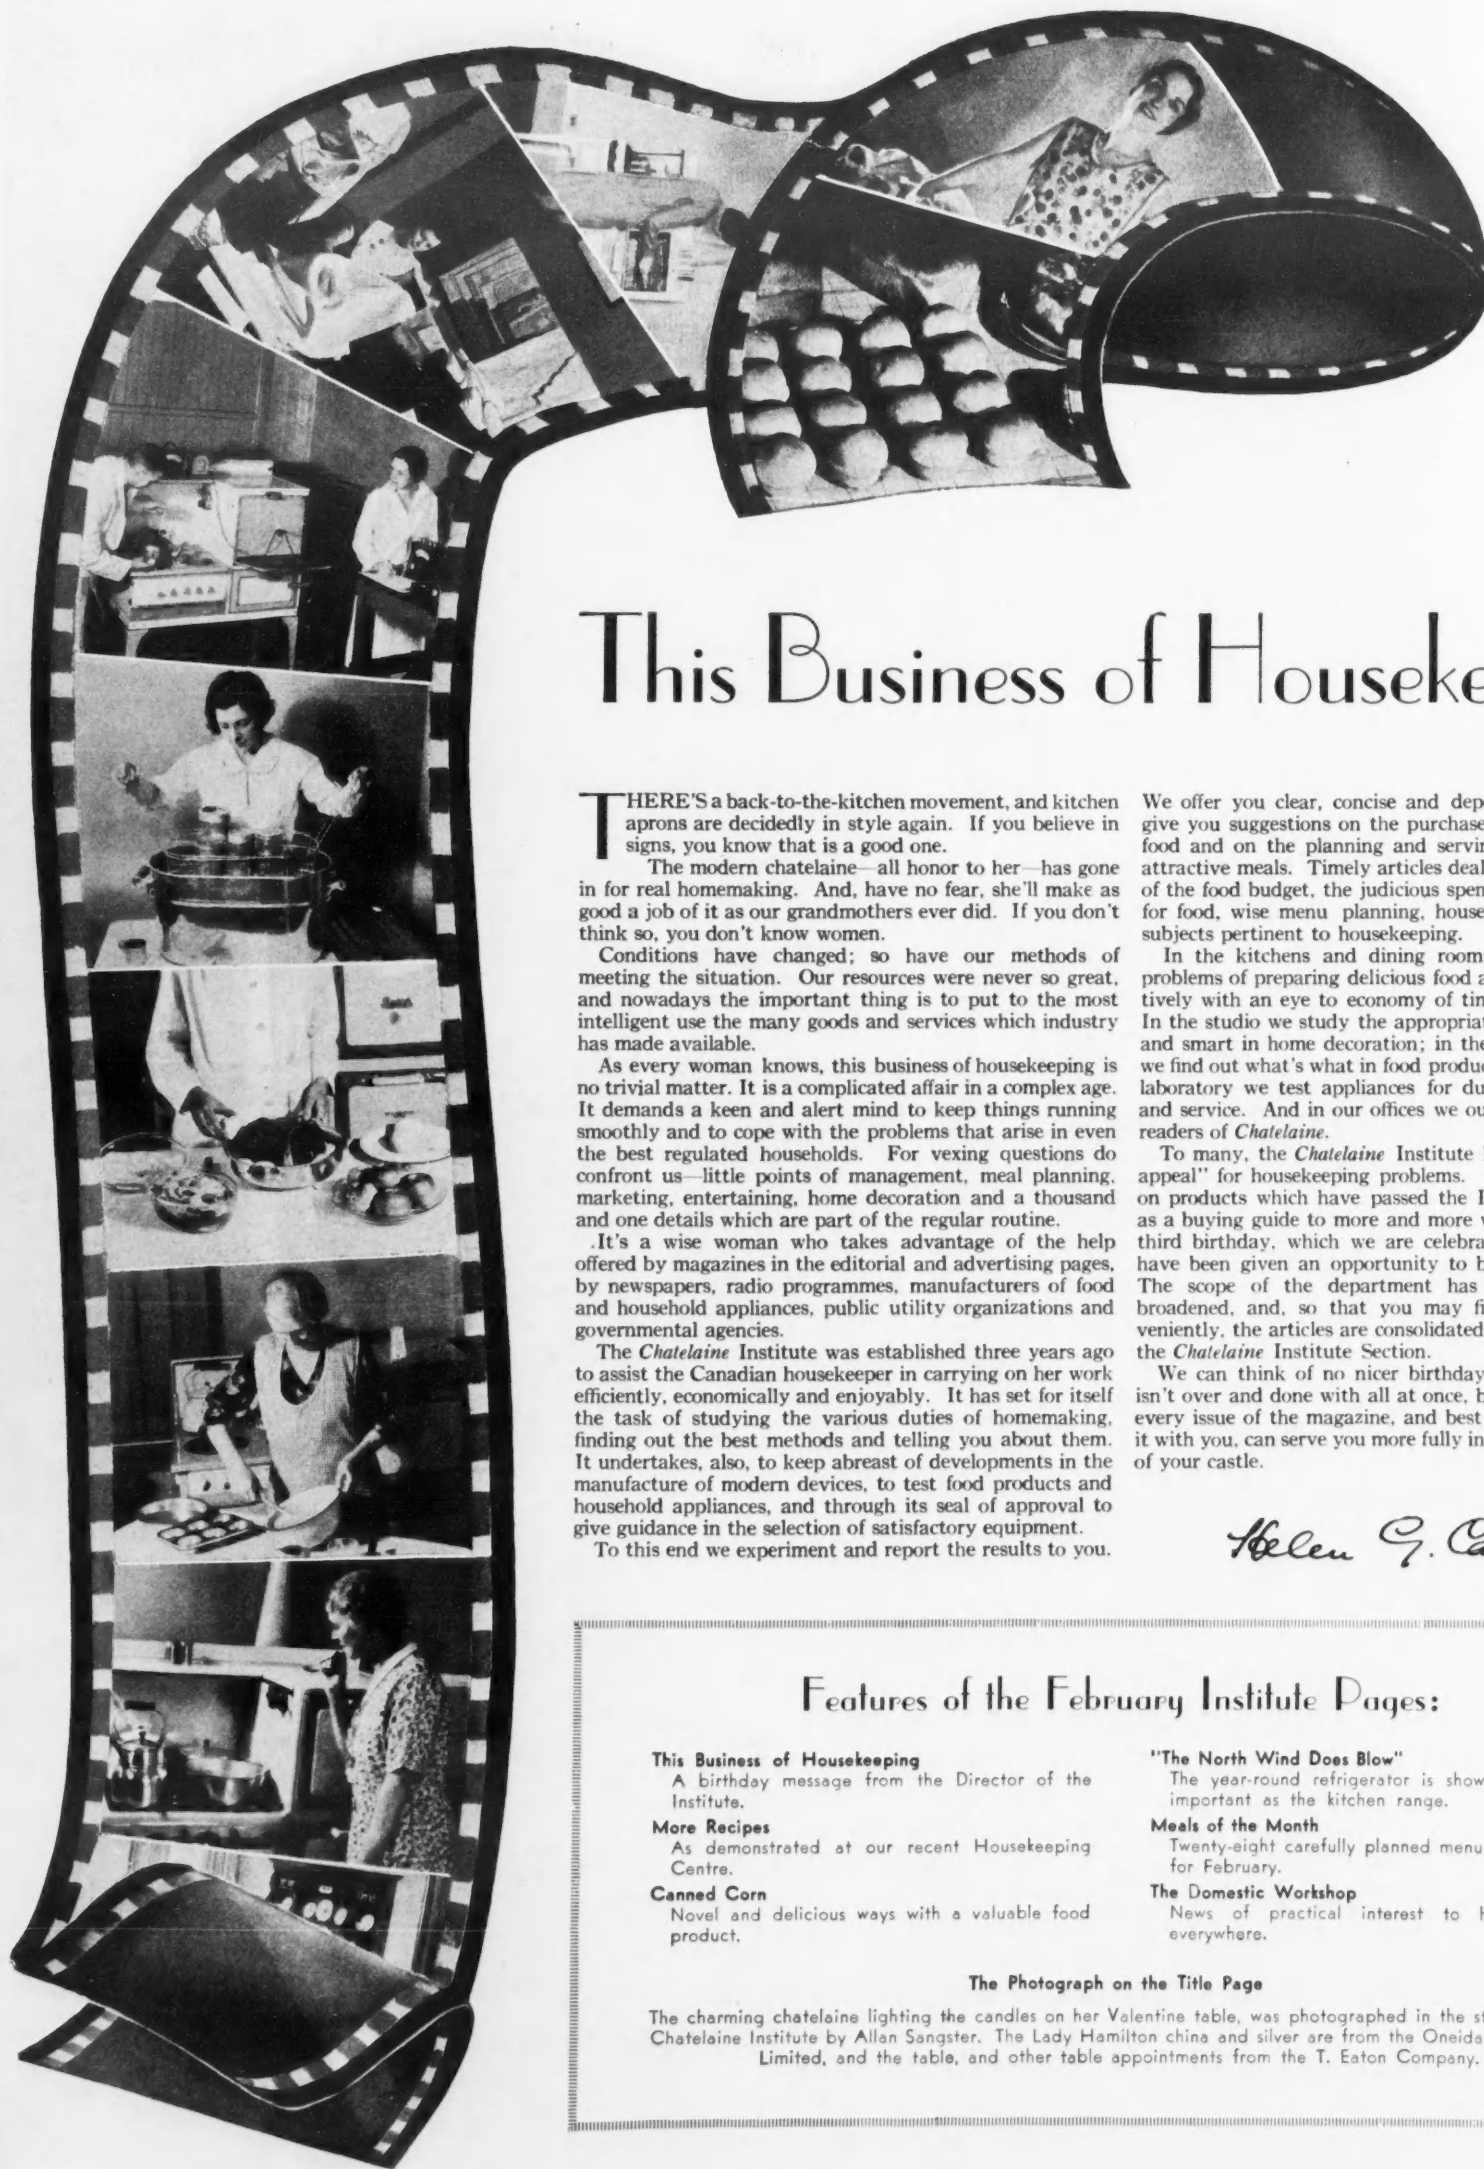 This Business of
THERE'S a back-to-the-kitchen movement, and kitchen
aprons are decidedly in style again. If you believe in
signs, you know that is a good one.
The modern chatelaine—all honor to her—has gone
in for real homemaking. And, have no fear, she'll make as
good a job of it as our grandmothers ever did. If you don't
think so, you don't know women.
Conditions have changed; so have our methods of
meeting the situation. Our resources were never so great,
and nowadays the important thing is to put to the most
intelligent use the many goods and services which industry
has made available.
As every woman knows, this business of housekeeping is
no trivial matter. It is a complicated affair in a complex age.
It demands a keen and alert mind to keep things running
smoothly and to cope with the problems that arise in even
the best regulated households. For vexing questions do
confront us—little points of management, meal planning,
marketing, entertaining, home decoration and a thousand
and one details which are part of the regular routine.
.It's a wise woman who takes advantage of the help
offered by magazines in the editorial and advertising pages,
by newspapers, radio programmes, manufacturers of food
and household appliances, public utility organizations and
governmental agencies.
The Chatelaine Institute was established three years ago
to assist the Canadian housekeeper in carrying on her work
efficiently, economically and enjoyably. It has set for itself
the task of studying the various duties of homemaking,
finding out the best methods and telling you about them.
It undertakes, also, to keep abreast of developments in the
manufacture of modern devices, to test food products and
household appliances, and through its seal of approval to
give guidance in the selection of satisfactory equipment.
To this end we experiment and report the results to you.
We offer you clear, concise and
give you suggestions on the purchase
food and on the planning and
attractive meals. Timely articles deal
of the food budget, the judicious
for food, wise menu planning,
subjects pertinent to housekeeping.
In the kitchens and dining room
problems of preparing delicious food
tively with an eye to economy of
In the studio we study the
and smart in home decoration; in the
we find out what's what in food
laboratory we test appliances for
and service. And in our offices we
readers of Chatelaine.
To many, the Chatelaine Institute
appeal" for housekeeping problems.
on products which have passed the
as a buying guide to more and more
third birthday, which we are
have been given an opportunity to
The scope of the department has
broadened, and, so that you may
veniently, the articles are consolidated
the Chatelaine Institute Section.
We can think of no nicer birthday
isn't over and done with all at once,
every issue of the magazine, and best
it with you, can serve you more fully in
of your castle.
Helen G.
Features of the February Institute Pages:
This Business of Housekeeping
A birthday message from the Director of the
Institute.
More Recipes
As demonstrated at our recent Housekeeping
Centre.
Canned Corn
Novel and delicious ways with a valuable food
product.
"The North Wind Does Blow"
The year-round refrigerator is
important as the kitchen range.
Meals of the Month
Twenty-eight carefully planned
for February.
The Domestic Workshop
News of practical interest to
everywhere.
The Photograph on the Title Page
The charming chatelaine lighting the candles on her Valentine table, was photographed in the
Chatelaine Institute by Allan Sangster. The Lady Hamilton china and silver are from the Oneida
Limited, and the table, and other table appointments from the T. Eaton Company.